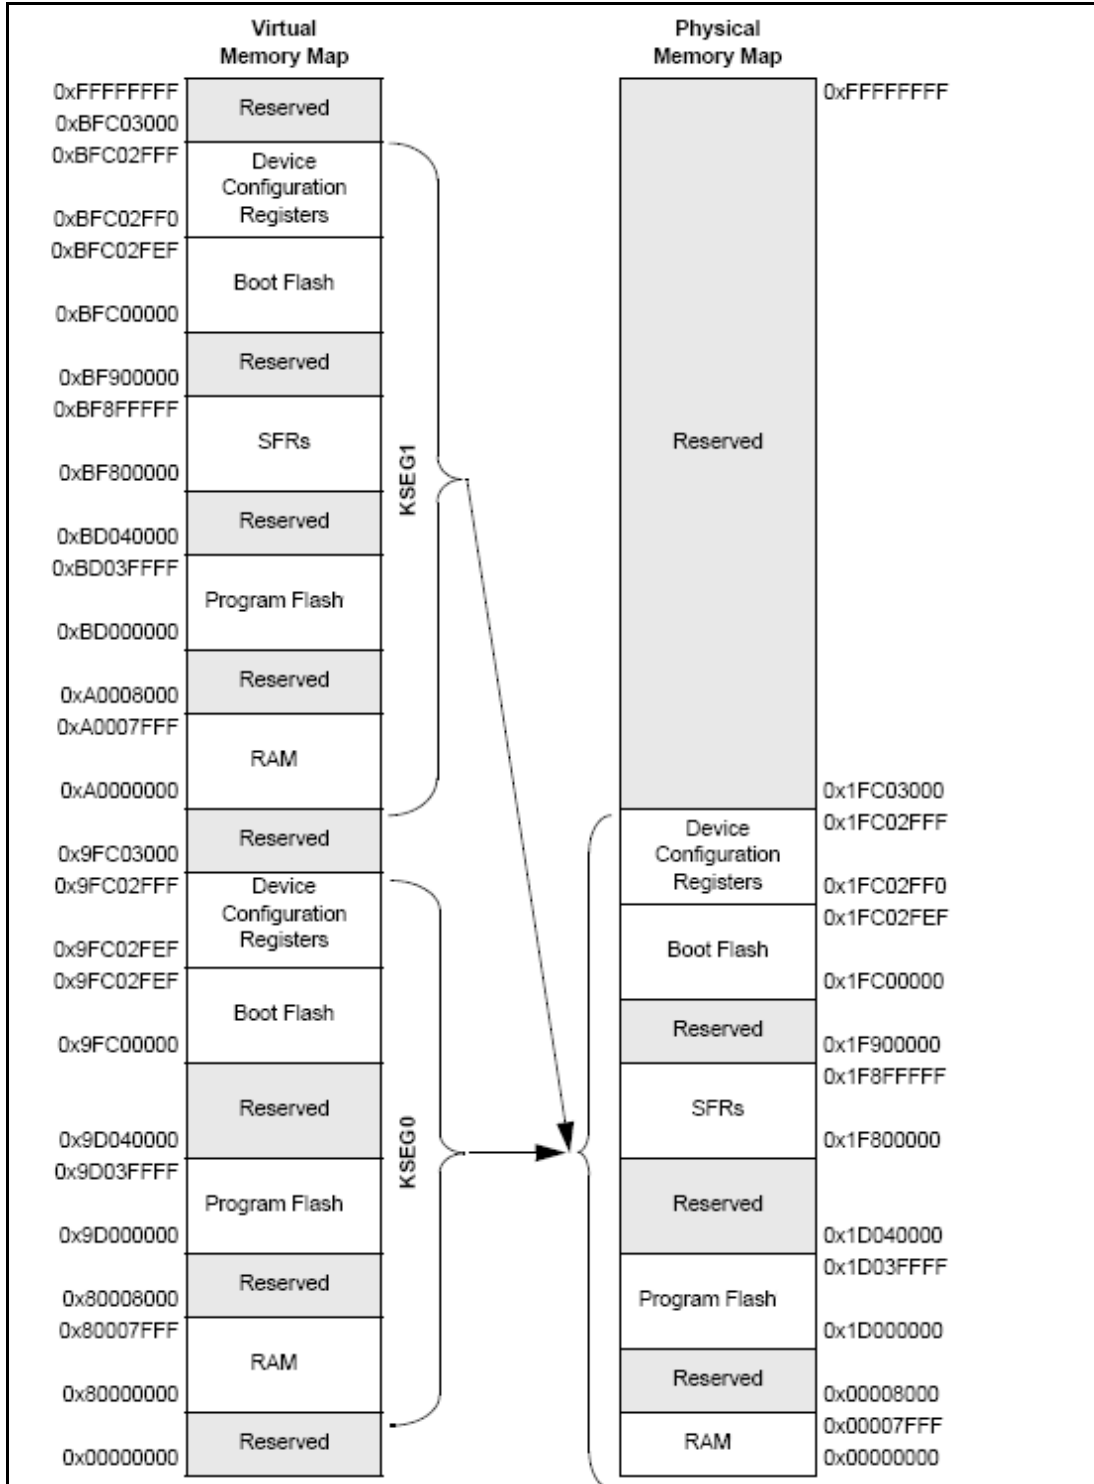 Virtual
Memory Map
0xFFFFFFFF
Reserved
0xBFC03000
0xBFC02FFF
Device
Configuration
Registers
0xBFC02FF0
0xBFC02FEF
Boot Flash
0xBFC00000
Reserved
0xBF900000
0xBF8FFFFF
SFRs
0xBF800000
Reserved
0xBD040000
0xBD03FFFF
Program Flash
0xBD000000
Reserved
0xA0008000
0xA0007FFF
RAM
0xA0000000
KSEG1
Reserved
0x9FC03000
0x9FC02FFF
Device
Configuration
Registers
0x9FC02FEF
0x9FC02FEF
Boot Flash
0x9FC00000
Reserved
0x9D040000
0x9D03FFFF
Program Flash
0x9D000000
Reserved
0x80008000
0x80007FFF
RAM
0x80000000
KSEG0
Reserved
0x00000000
Physical
Memory Map
0xFFFFFFFF
Reserved
0x1FC03000
Device
Configuration
Registers
0x1FC02FFF
0x1FC02FF0
0x1FC02FEF
Boot Flash
0x1FC00000
Reserved
0x1F900000
0x1F8FFFFF
SFRs
0x1F800000
Reserved
0x1D040000
0x1D03FFFF
Program Flash
0x1D000000
Reserved
0x00008000
0x00007FFF
RAM
0x00000000